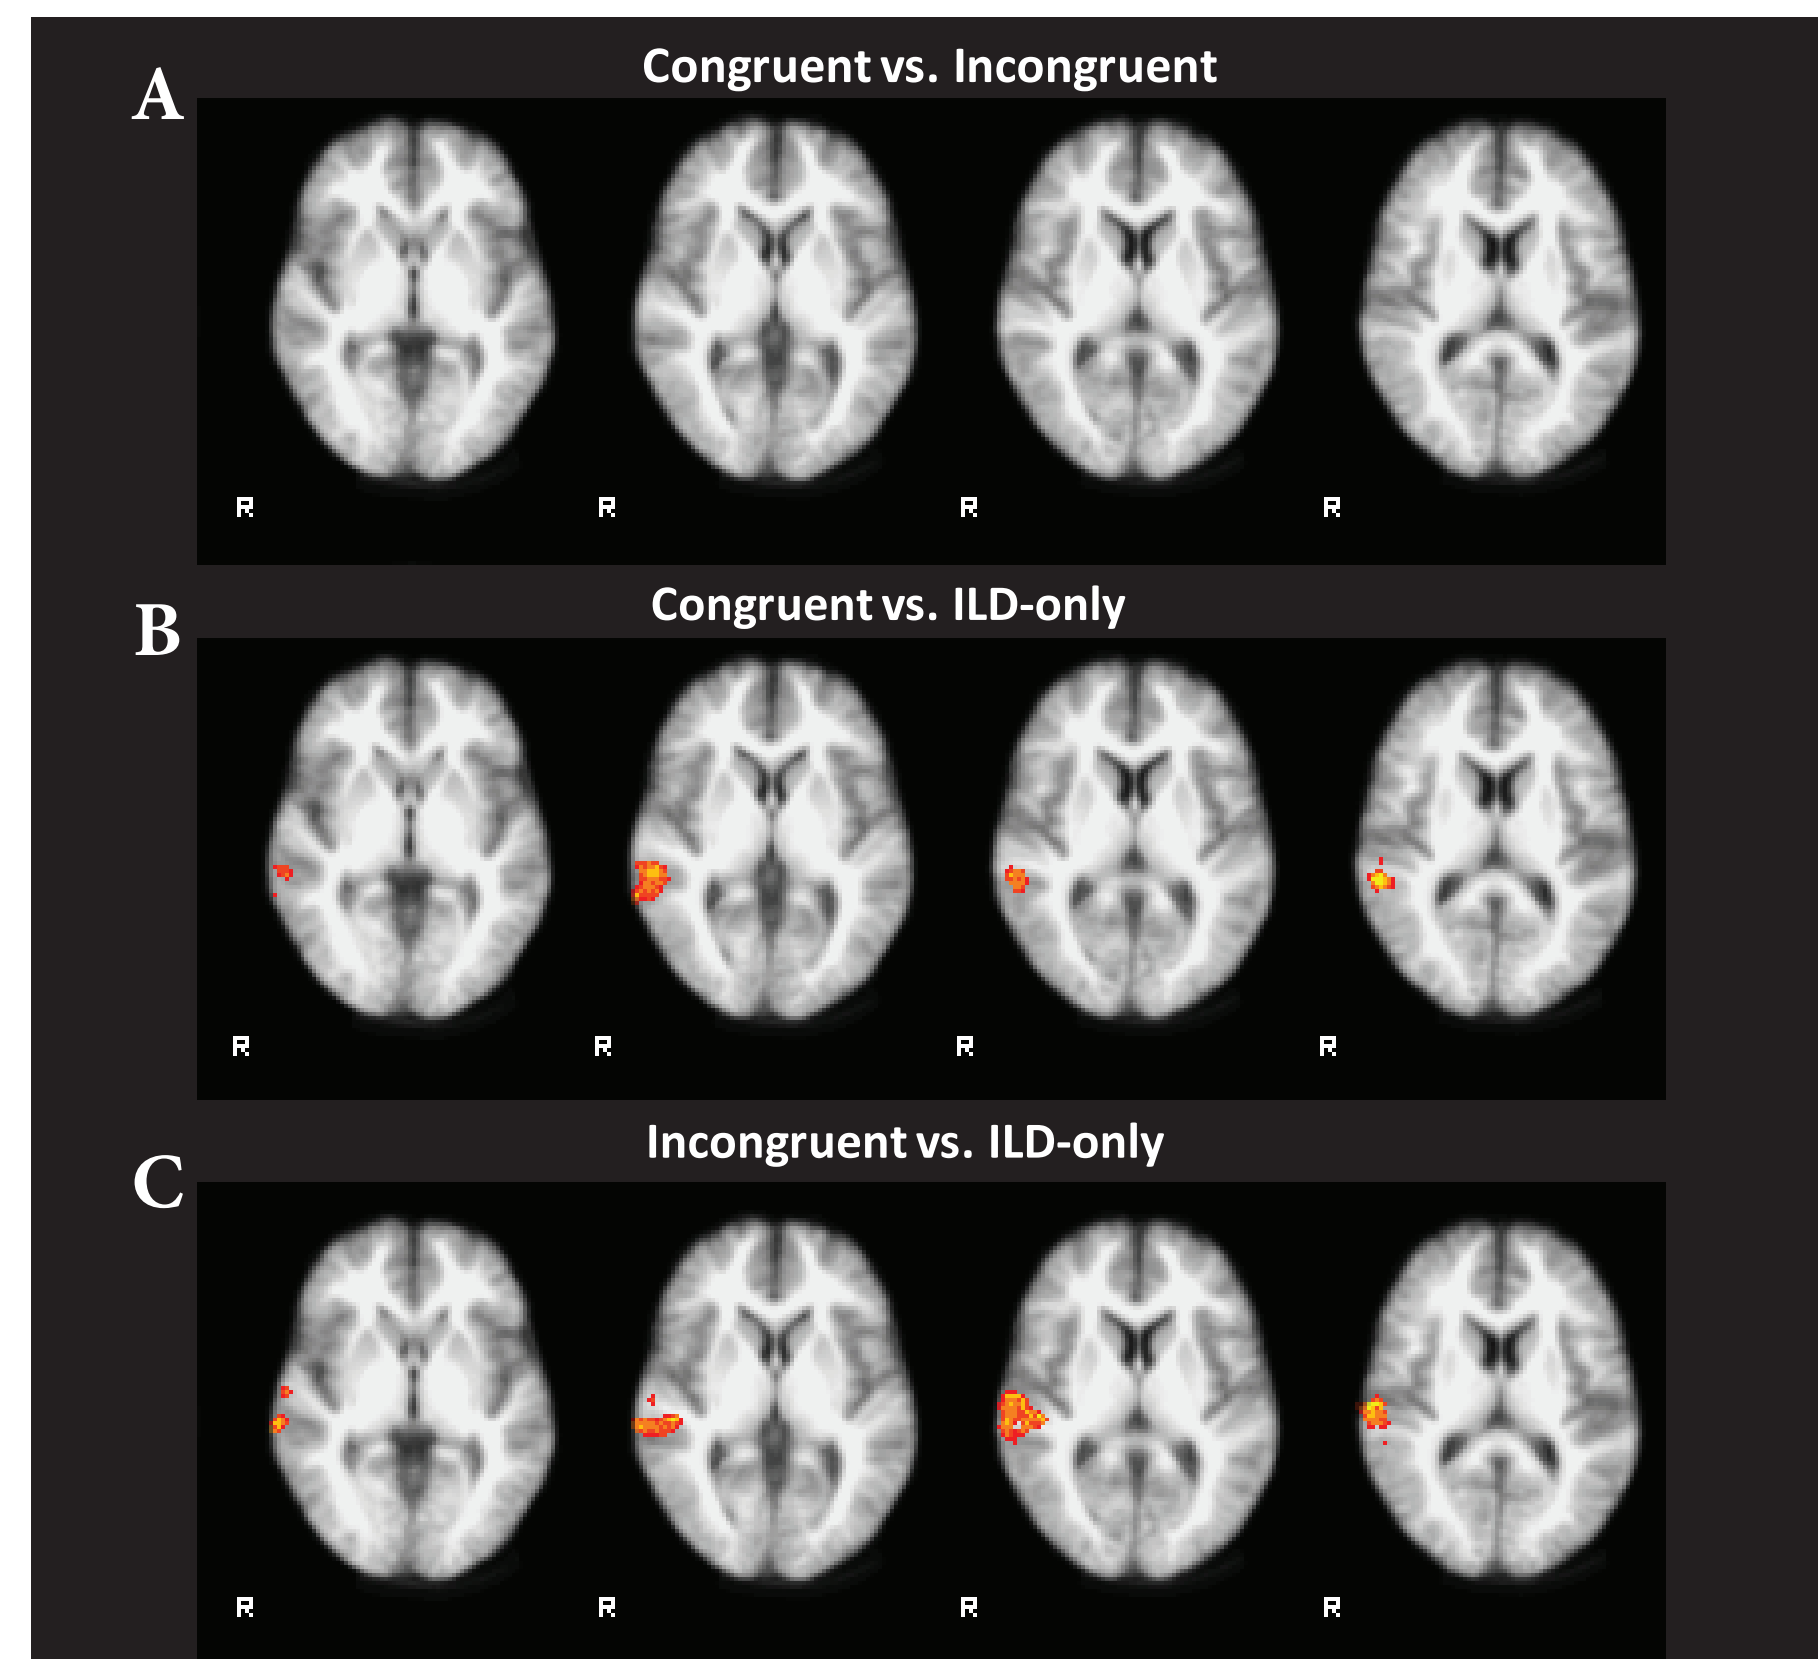 A
Congruent vs. Incongruent
R R R R
B
Congruent vs. ILD-only
R R R R
C
Incongruent vs. ILD-only
R R R R